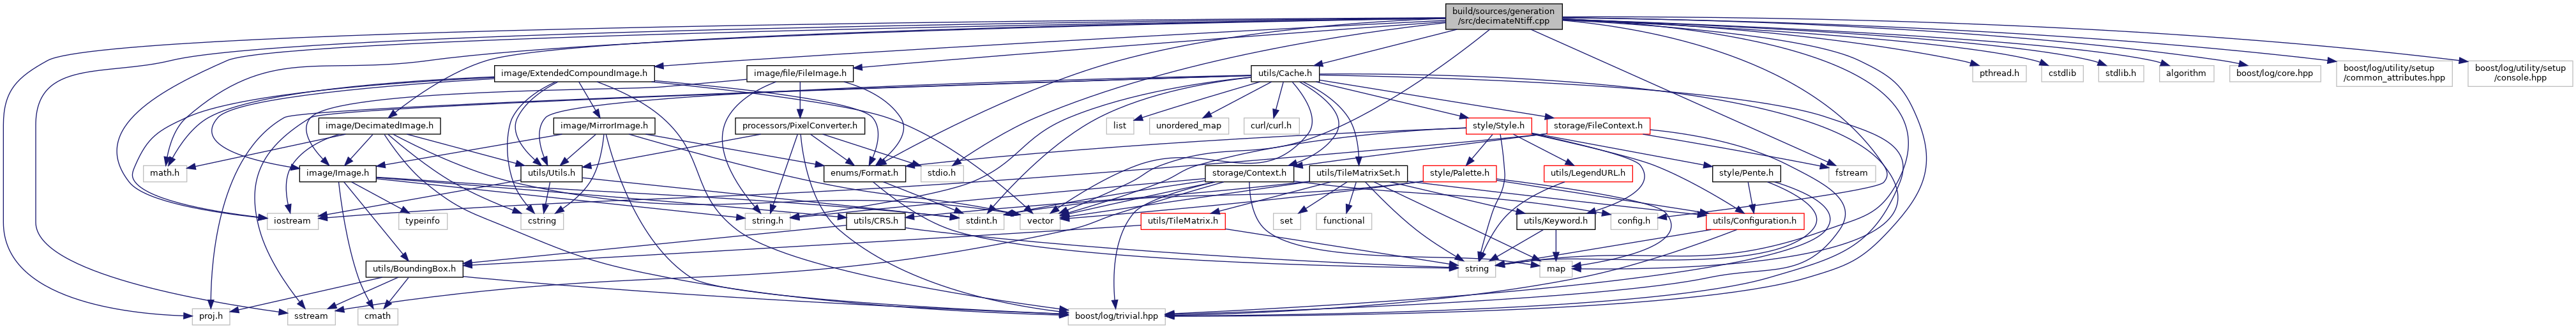 build/sources/generation
/src/decimateNtiff.cpp
image/ExtendedCompoundImage.h
image/file/FileImage.h
utils/Cache.h
pthread.h
cstdlib
stdlib.h
algorithm
boost/log/core.hpp
boost/log/utility/setup
/common_attributes.hpp
boost/log/utility/setup
/console.hpp
image/DecimatedImage.h
image/MirrorImage.h
processors/PixelConverter.h
list
unordered_map
curl/curl.h
style/Style.h
storage/FileContext.h
math.h
image/Image.h
utils/Utils.h
enums/Format.h
stdio.h
storage/Context.h
utils/TileMatrixSet.h
style/Palette.h
utils/LegendURL.h
style/Pente.h
fstream
iostream
typeinfo
cstring
string.h
utils/CRS.h
stdint.h
vector
utils/TileMatrix.h
set
functional
utils/Keyword.h
config.h
utils/Configuration.h
utils/BoundingBox.h
string
map
proj.h
sstream
cmath
boost/log/trivial.hpp